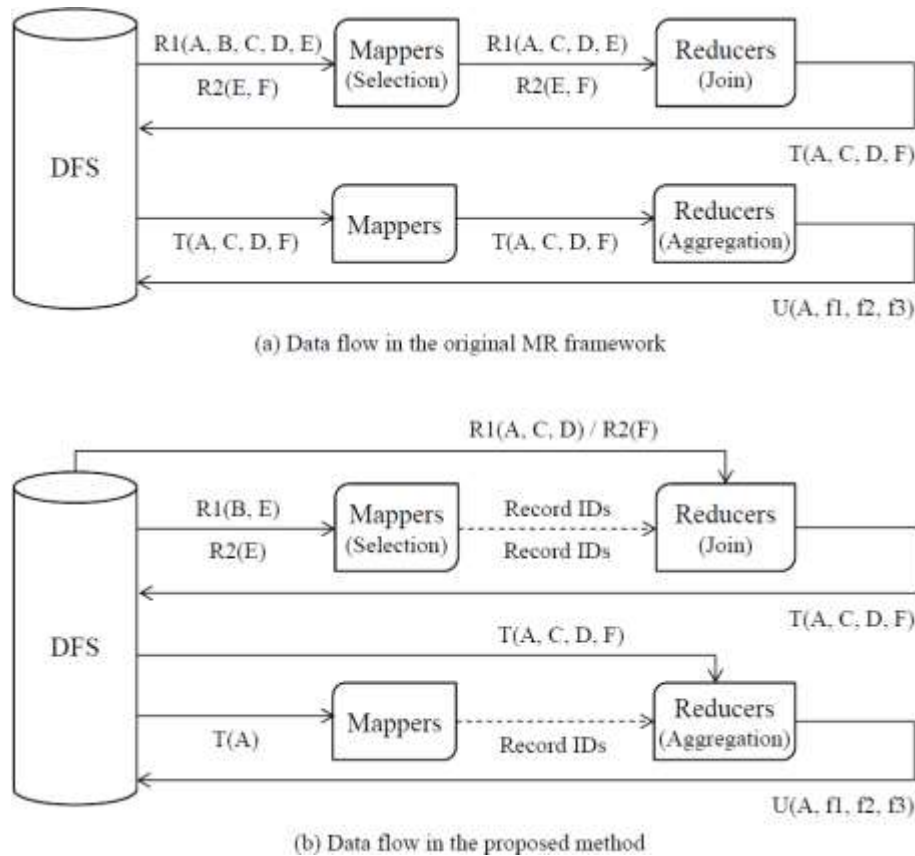 R1(A, B, C, D, E)
R2(E, F)
Mappers
(Selection)
R1(A, C, D, E)
R2(E, F)
Reducers
(Join)
T(A, C, D, F)
DFS
T(A, C, D, F)
Mappers
T(A, C, D, F)
Reducers
(Aggregation)
U(A, f1, f2, f3)
(a) Data flow in the original MR framework
R1(A, C, D) / R2(F)
R1(B, E)
R2(E)
Mappers
(Selection)
Record IDs
Record IDs
Reducers
(Join)
T(A, C, D, F)
DFS
T(A, C, D, F)
T(A)
Mappers
Record IDs
Reducers
(Aggregation)
U(A, f1, f2, f3)
(b) Data flow in the proposed method